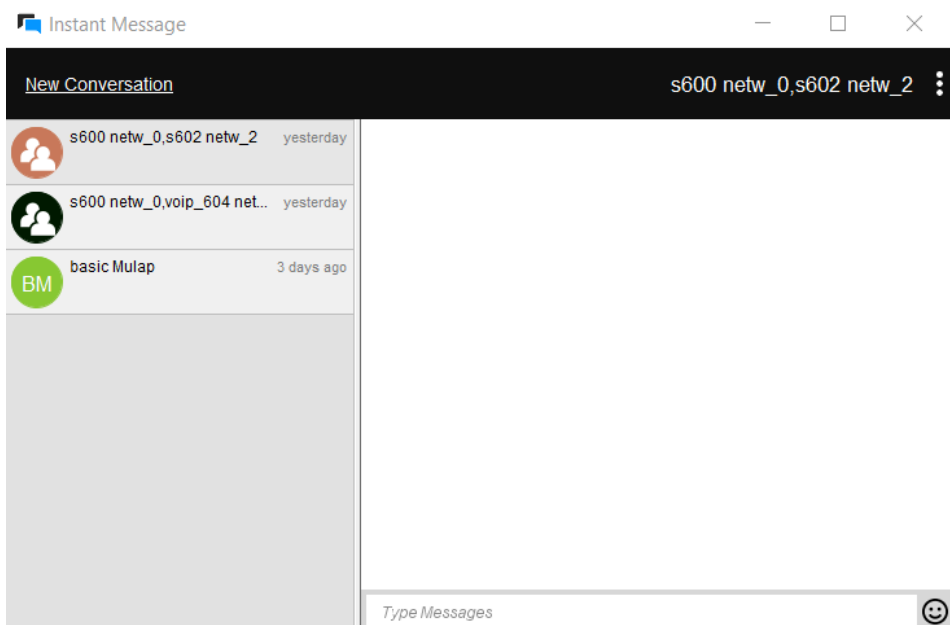 Instant Message
New Conversation
s600 netw_0,s602 netw_2
s600 netw_0,s602 netw_2 yesterday
s600 netw_0,voip_604 net... yesterday
basic Mulap 3 days ago
BM
Type Messages